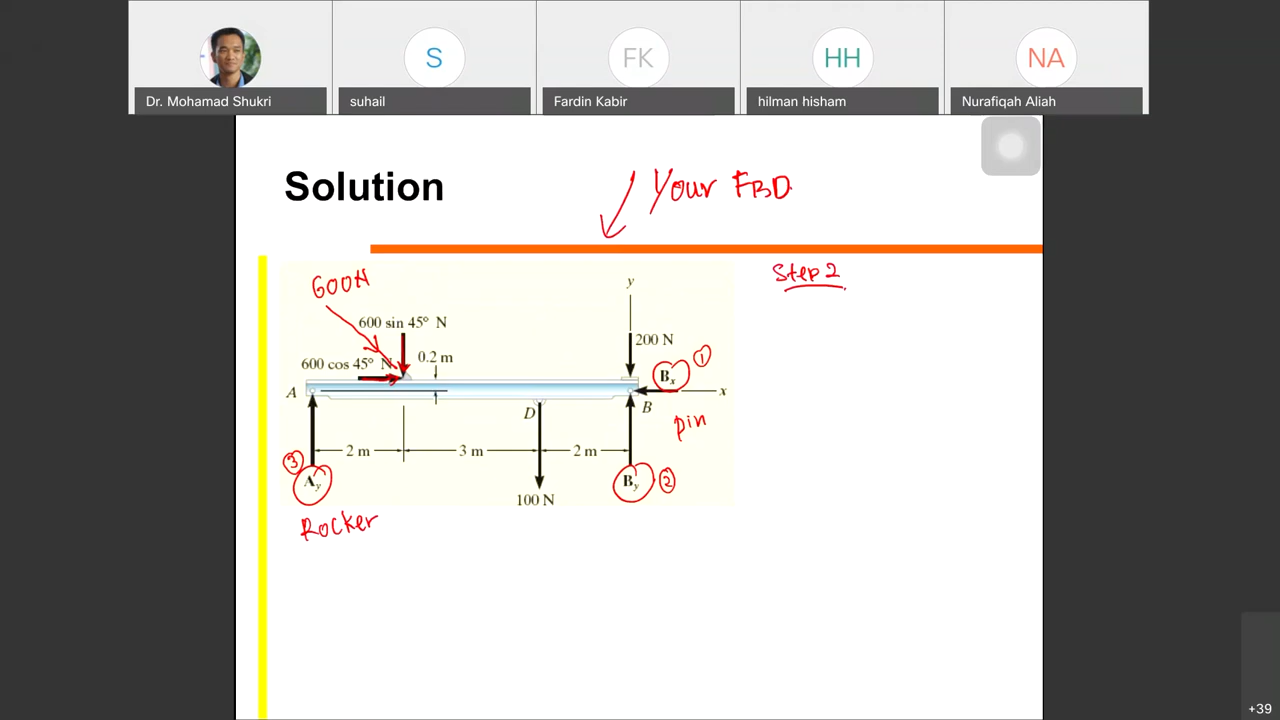 S
FK
HH
NA
Dr. Mohamad Shukri
suhail
Fardin Kabir
hilman hisham
Nurafiqah Aliah
Solution
Your FBD
Step 2
600N
y
600 sin 45° N
200 N
600 cos 45° N
0.2 m
Bx
①
A
x
D
B
pin
2 m
3 m
2 m
③
Ay
By
②
100 N
Rocker
+39